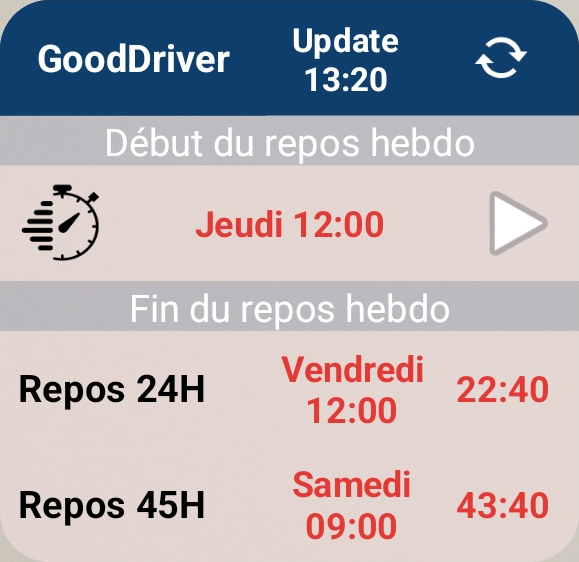 GoodDriver
Update
13:20
Début du repos hebdo
Jeudi 12:00
Fin du repos hebdo
Repos 24H
Vendredi
12:00
22:40
Repos 45H
Samedi
09:00
43:40